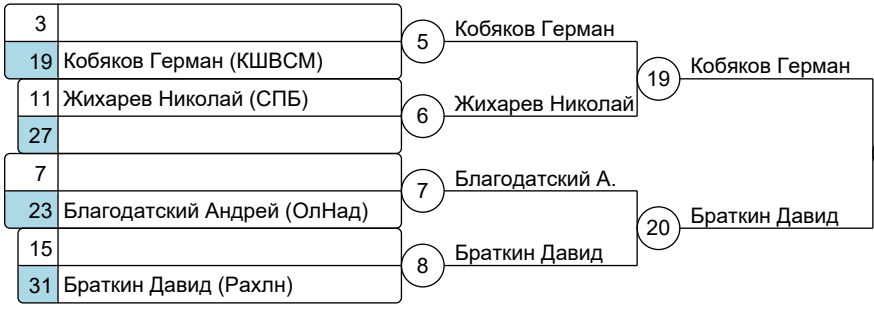 3
5
Кобяков Герман
19 Кобяков Герман (КШВСМ)
19
Кобяков Герман
11 Жихарев Николай (СПБ)
6
Жихарев Николай
27
7
7
Благодатский А.
23 Благодатский Андрей (ОлНад)
20
Браткин Давид
15
8
Браткин Давид
31 Браткин Давид (Рахлн)